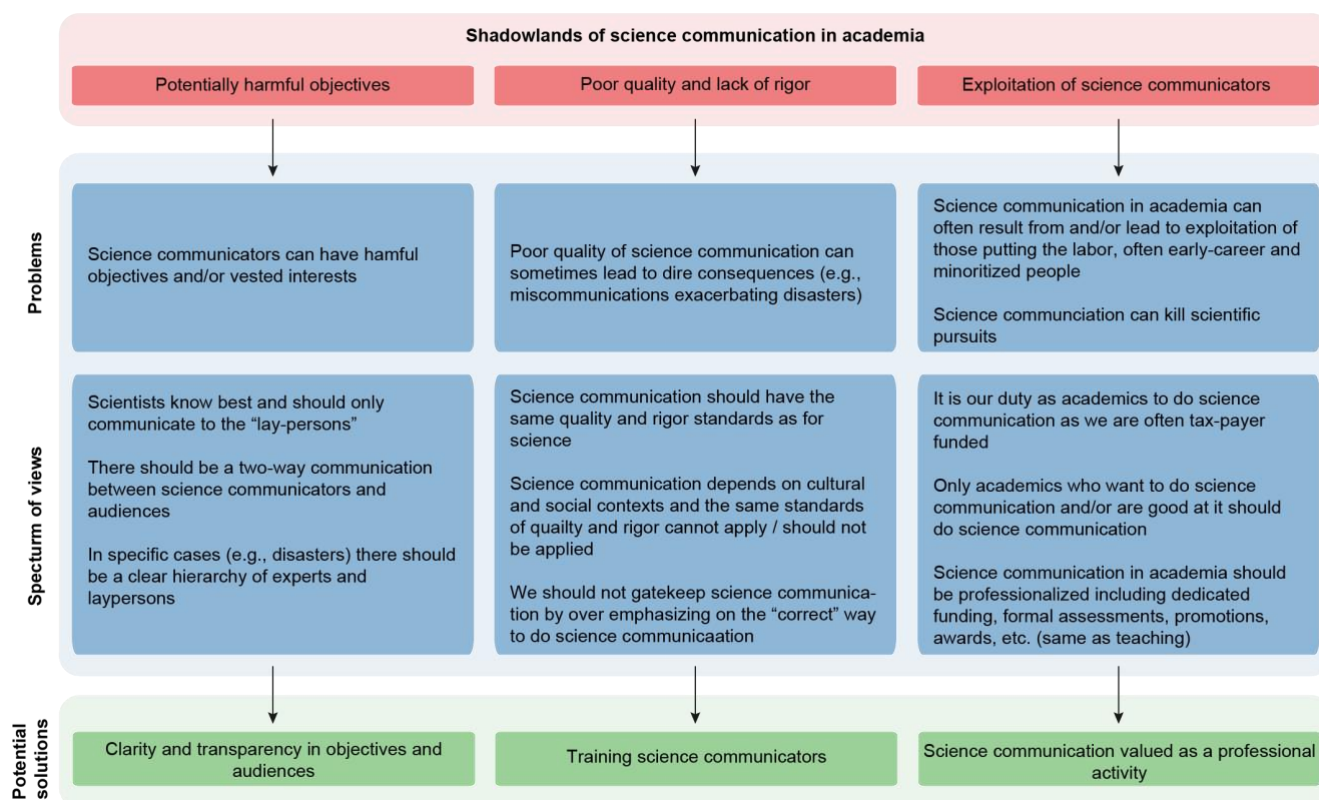 Shadowlands of science communication in academia
Potentially harmful objectives
Poor quality and lack of rigor
Exploitation of science communicators
Problems
Science communicators can have harmful
objectives and/or vested interests
Poor quality of science communication can
sometimes lead to dire consequences (e.g.,
miscommunications exacerbating disasters)
Science communication in academia can
often result from and/or lead to exploitation of
those putting the labor, often early-career and
minoritized people
Science communciation can kill scientific
pursuits
Specturm of views
Scientists know best and should only
communicate to the “lay-persons”
There should be a two-way communication
between science communicators and
audiences
In specific cases (e.g., disasters) there should
be a clear hierarchy of experts and
laypersons
Science communication should have the
same quality and rigor standards as for
science
Science communication depends on cultural
and social contexts and the same standards
of quailty and rigor cannot apply / should not
be applied
We should not gatekeep science communica-
tion by over emphasizing on the “correct” way
to do science communicaation
It is our duty as academics to do science
communication as we are often tax-payer
funded
Only academics who want to do science
communication and/or are good at it should
do science communication
Science communication in academia should
be professionalized including dedicated
funding, formal assessments, promotions,
awards, etc. (same as teaching)
Potential
solutions
Clarity and transparency in objectives and
audiences
Training science communicators
Science communication valued as a professional
activity